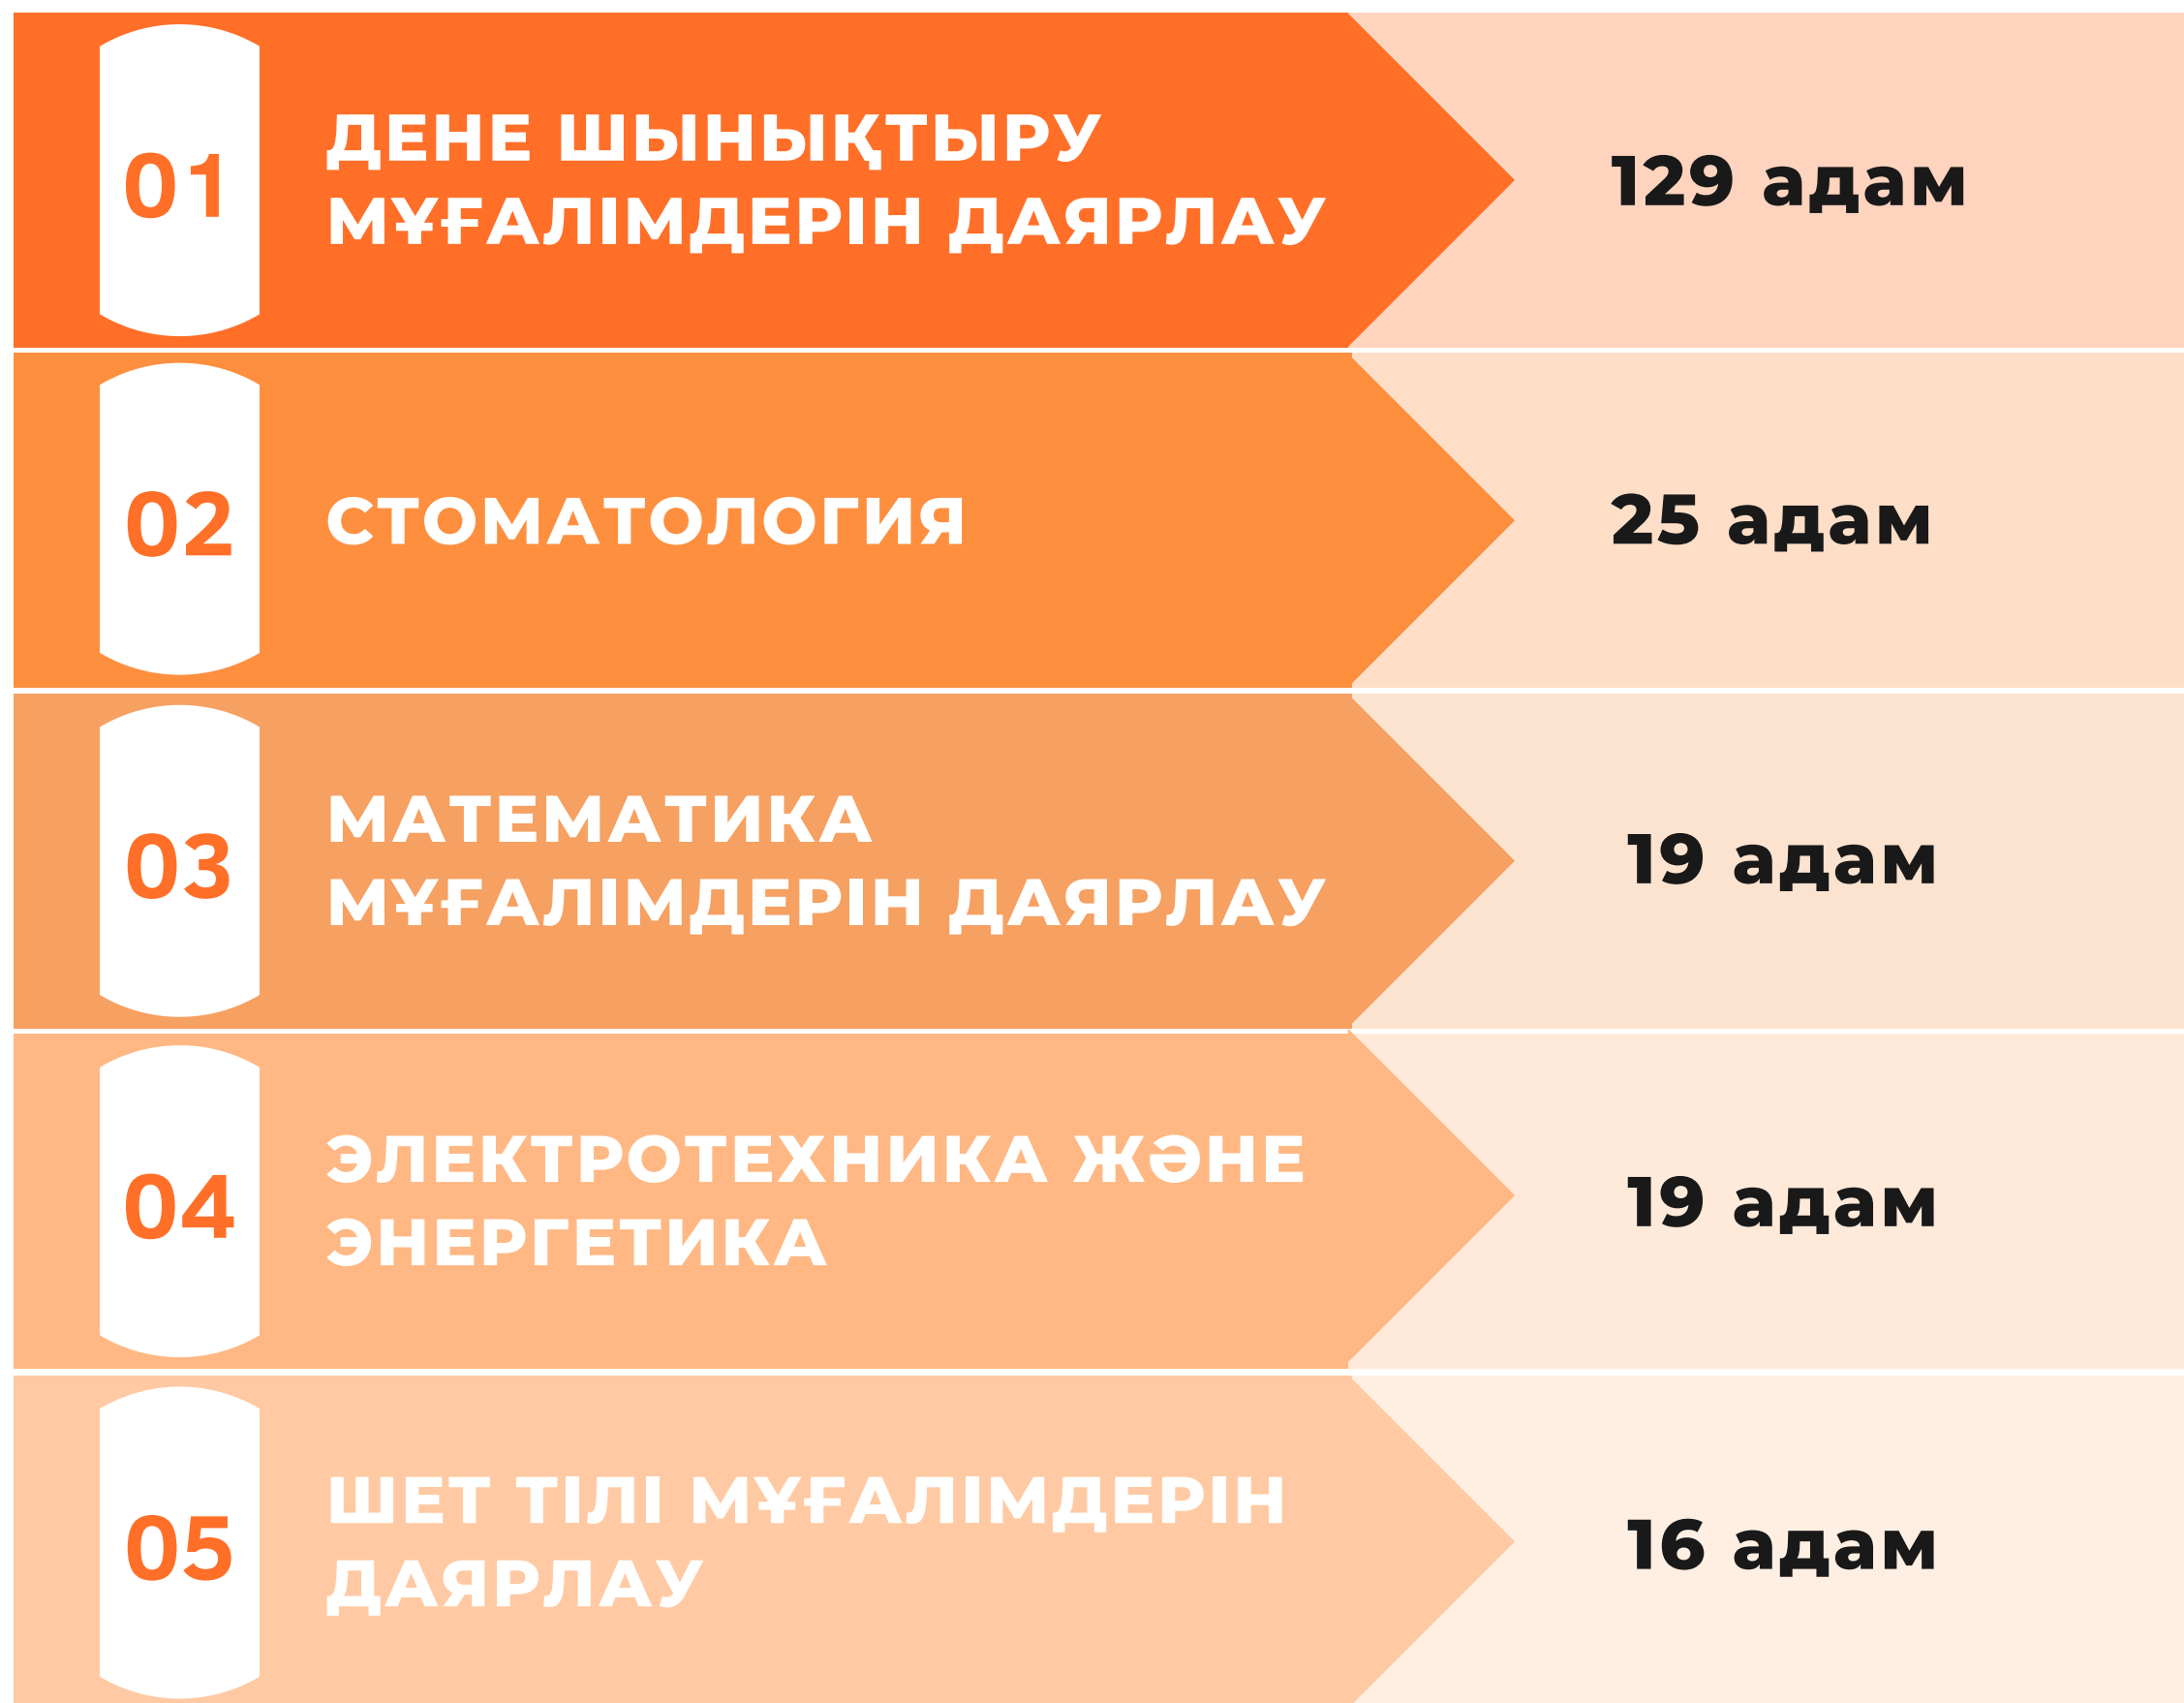 01
ДЕНЕ ШЫНЫҚТЫРУ
МҰҒАЛІМДЕРІН ДАЯРЛАУ
129 адам
02
СТОМАТОЛОГИЯ
25 адам
03
МАТЕМАТИКА
МҰҒАЛІМДЕРІН ДАЯРЛАУ
19 адам
04
ЭЛЕКТРОТЕХНИКА ЖӘНЕ
ЭНЕРГЕТИКА
19 адам
05
ШЕТ ТІЛІ МҰҒАЛІМДЕРІН
ДАЯРЛАУ
16 адам